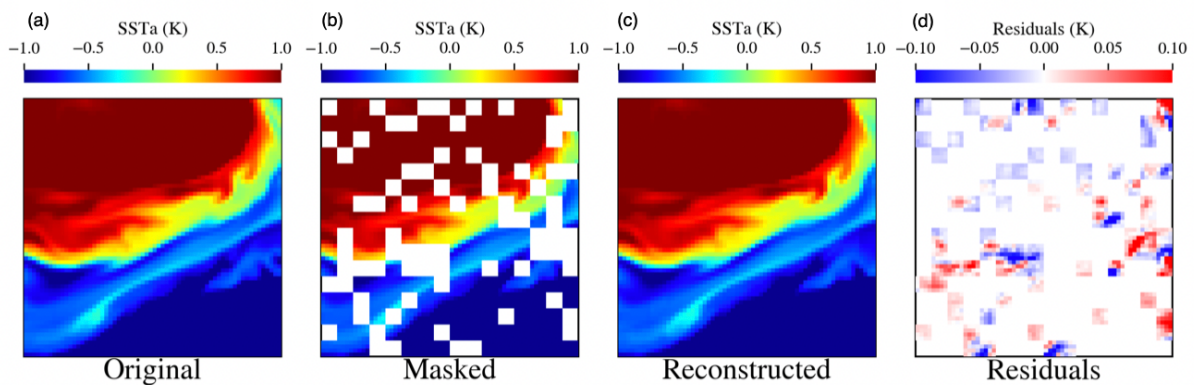 (a) (b) (c) (d)
SSTa (K) SSTa (K) SSTa (K) Residuals (K)
−1.0 −0.5 0.0 0.5 1.0 −1.0 −0.5 0.0 0.5 1.0 −1.0 −0.5 0.0 0.5 1.0 −0.10 −0.05 0.00 0.05 0.10
Original Masked Reconstructed Residuals